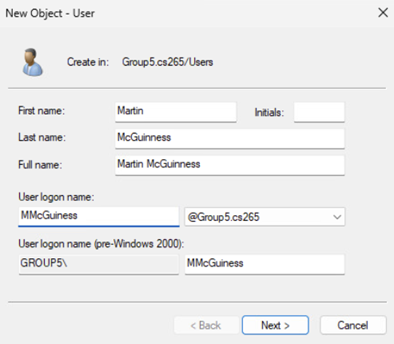 New Object - User
Create in: Group5.cs265/Users
First name: Martin Initials:
Last name: McGuinness
Full name: Martin McGuinness
User logon name:
MMcGuiness @Group5.cs265
User logon name (pre-Windows 2000):
GROUP5\ MMcGuiness
< Back Next > Cancel